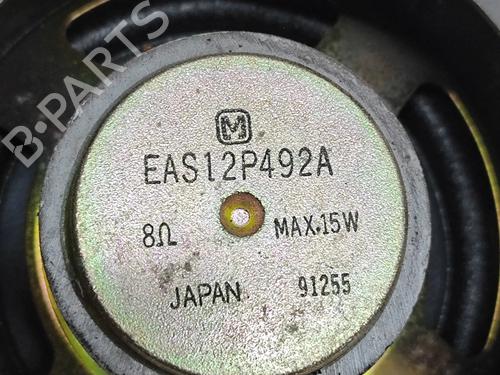 B-PARTS
M
EAS12P492A
8Ω MAX.15W
JAPAN 91255